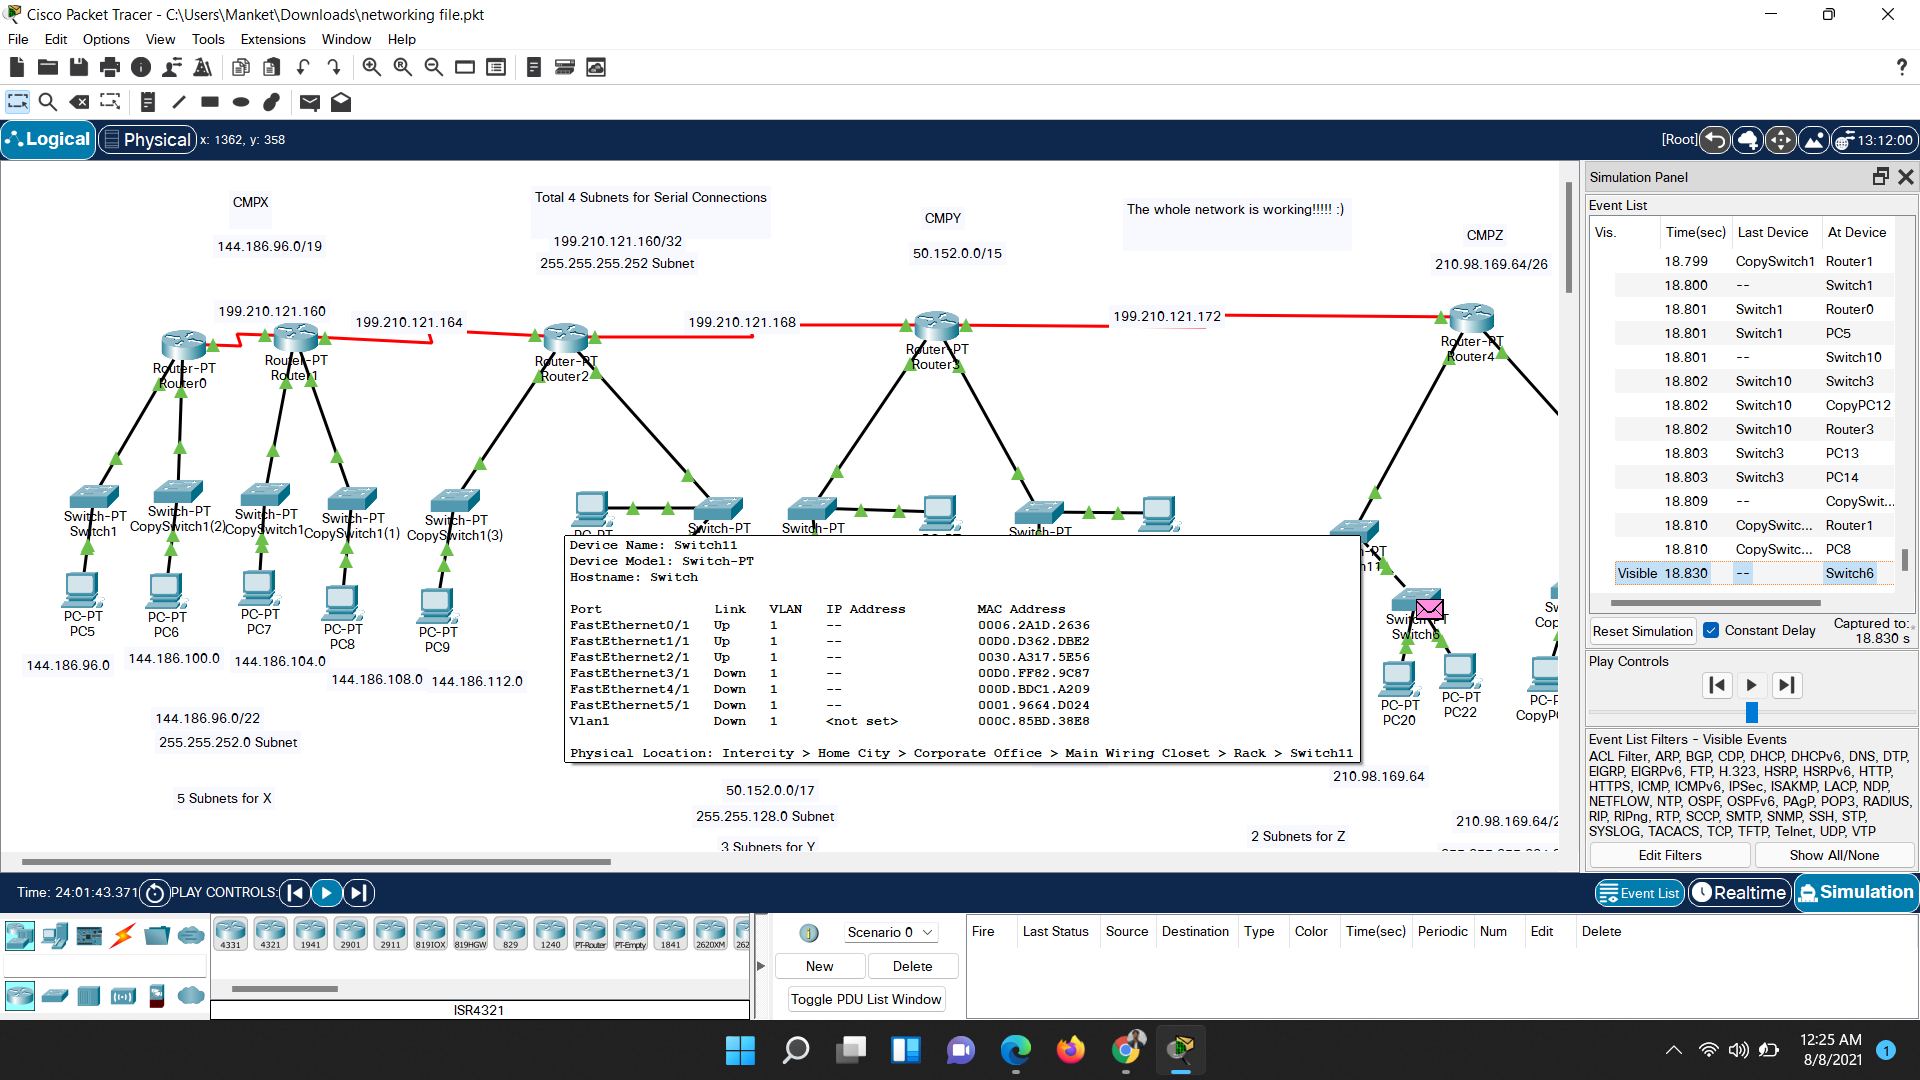 Cisco Packet Tracer - C:\Users\Manket\Downloads\networking file.pkt
File Edit Options View Tools Extensions Window Help
?
Logical Physical x: 1362, y: 358
[Root] 13:12:00
CMPX
144.186.96.0/19
Total 4 Subnets for Serial Connections
199.210.121.160/32
255.255.255.252 Subnet
CMPY
50.152.0.0/15
The whole network is working!!!!! :)
CMPZ
210.98.169.64/26
199.210.121.160
199.210.121.164
199.210.121.168
199.210.121.172
Router-PT
Router0
Router-PT
Router1
Router-PT
Router2
Router-PT
Router3
Router-PT
Router4
Switch-PT
Switch1
Switch-PT
CopySwitch1(2)
Switch-PT
CopySwitch1
Switch-PT
CopySwitch1(1)
Switch-PT
CopySwitch1(3)
PC-PT
Switch-PT
Switch-PT
Switch-PT
PC-PT
PC5
PC-PT
PC6
PC-PT
PC7
PC-PT
PC8
PC-PT
PC9
144.186.96.0
144.186.100.0
144.186.104.0
144.186.108.0
144.186.112.0
144.186.96.0/22
255.255.252.0 Subnet
5 Subnets for X
Device Name: Switch11
Device Model: Switch-PT
Hostname: Switch
Port Link VLAN IP Address MAC Address
FastEthernet0/1 Up 1 -- 0006.2A1D.2636
FastEthernet1/1 Up 1 -- 00D0.D362.DBE2
FastEthernet2/1 Up 1 -- 0030.A317.5E56
FastEthernet3/1 Down 1 -- 00D0.FF82.9C87
FastEthernet4/1 Down 1 -- 000D.BDC1.A209
FastEthernet5/1 Down 1 -- 0001.9664.D024
Vlan1 Down 1 <not set> 000C.85BD.38E8
Physical Location: Intercity > Home City > Corporate Office > Main Wiring Closet > Rack > Switch11
Switch6
PC-PT
PC20
PC-PT
PC22
50.152.0.0/17
255.255.128.0 Subnet
3 Subnets for Y
210.98.169.64
2 Subnets for Z
210.98.169.64/2
Simulation Panel
Event List
Vis. Time(sec) Last Device At Device
18.799 CopySwitch1 Router1
18.800 -- Switch1
18.801 Switch1 Router0
18.801 Switch1 PC5
18.801 -- Switch10
18.802 Switch10 Switch3
18.802 Switch10 CopyPC12
18.802 Switch10 Router3
18.803 Switch3 PC13
18.803 Switch3 PC14
18.809 -- CopySwit...
18.810 CopySwitc... Router1
18.810 CopySwitc... PC8
Visible 18.830 -- Switch6
Reset Simulation Constant Delay Captured to:
18.830 s
Play Controls
Event List Filters - Visible Events
ACL Filter, ARP, BGP, CDP, DHCP, DHCPv6, DNS, DTP,
EIGRP, EIGRPv6, FTP, H.323, HSRP, HSRPv6, HTTP,
HTTPS, ICMP, ICMPv6, IPSec, ISAKMP, LACP, NDP,
NETFLOW, NTP, OSPF, OSPFv6, PAgP, POP3, RADIUS,
RIP, RIPng, RTP, SCCP, SMTP, SNMP, SSH, STP,
SYSLOG, TACACS, TCP, TFTP, Telnet, UDP, VTP
Edit Filters Show All/None
Time: 24:01:43.371 PLAY CONTROLS:
Event List Realtime Simulation
4331 4321 1941 2901 2911 819IOX 819HGW 829 1240 PT-Router PT-Empty 1841 2620XM 262
ISR4321
Scenario 0
New Delete
Toggle PDU List Window
Fire Last Status Source Destination Type Color Time(sec) Periodic Num Edit Delete
12:25 AM
8/8/2021
1